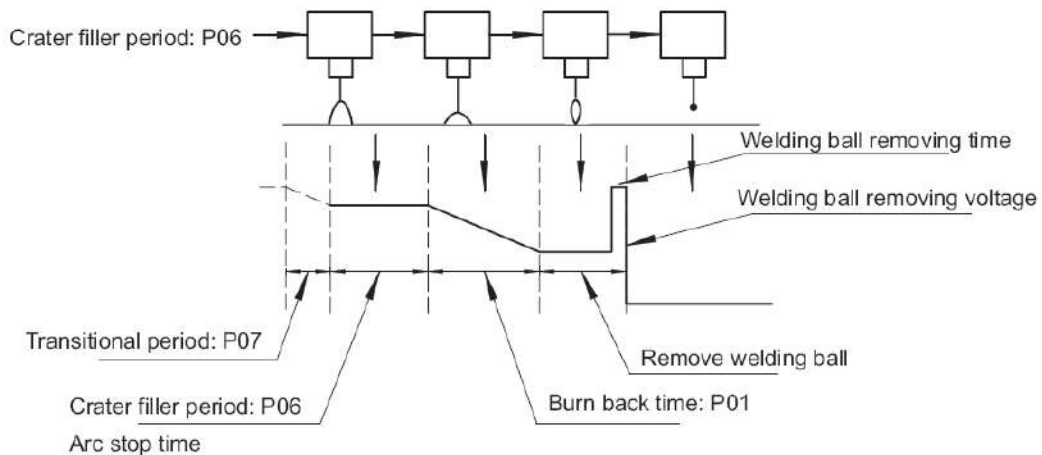 Crater filler period: P06
Welding ball removing time
Welding ball removing voltage
Transitional period: P07
Remove welding ball
Crater filler period: P06
Burn back time: P01
Arc stop time